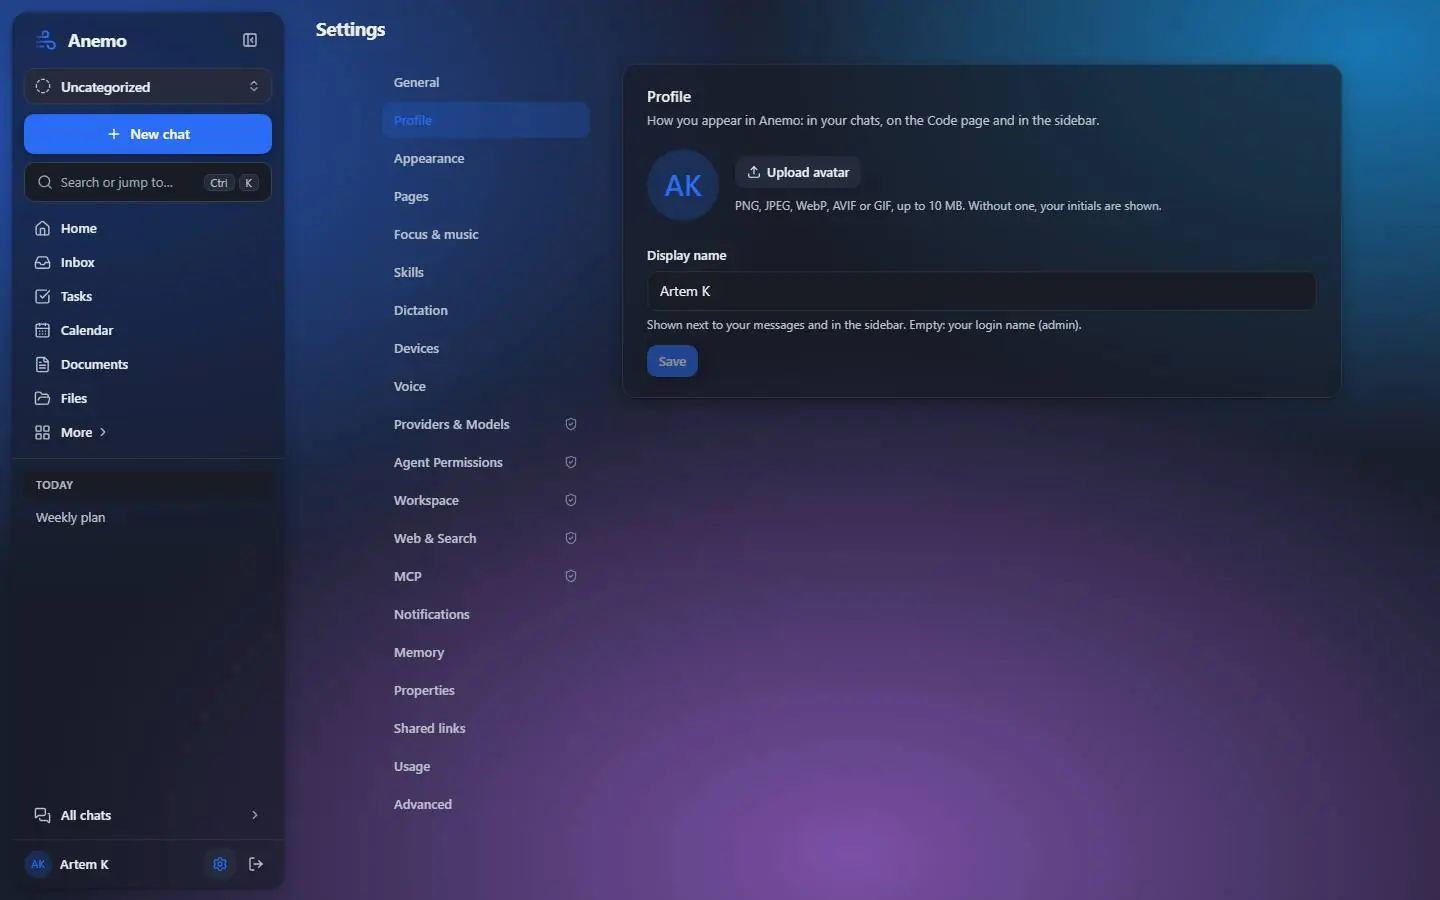 Anemo
Uncategorized
New chat
Search or jump to... Ctrl K
Home
Inbox
Tasks
Calendar
Documents
Files
More
TODAY
Weekly plan
All chats
AK Artem K
Settings
General
Profile
Appearance
Pages
Focus & music
Skills
Dictation
Devices
Voice
Providers & Models
Agent Permissions
Workspace
Web & Search
MCP
Notifications
Memory
Properties
Shared links
Usage
Advanced
Profile
How you appear in Anemo: in your chats, on the Code page and in the sidebar.
AK
Upload avatar
PNG, JPEG, WebP, AVIF or GIF, up to 10 MB. Without one, your initials are shown.
Display name
Artem K
Shown next to your messages and in the sidebar. Empty: your login name (admin).
Save